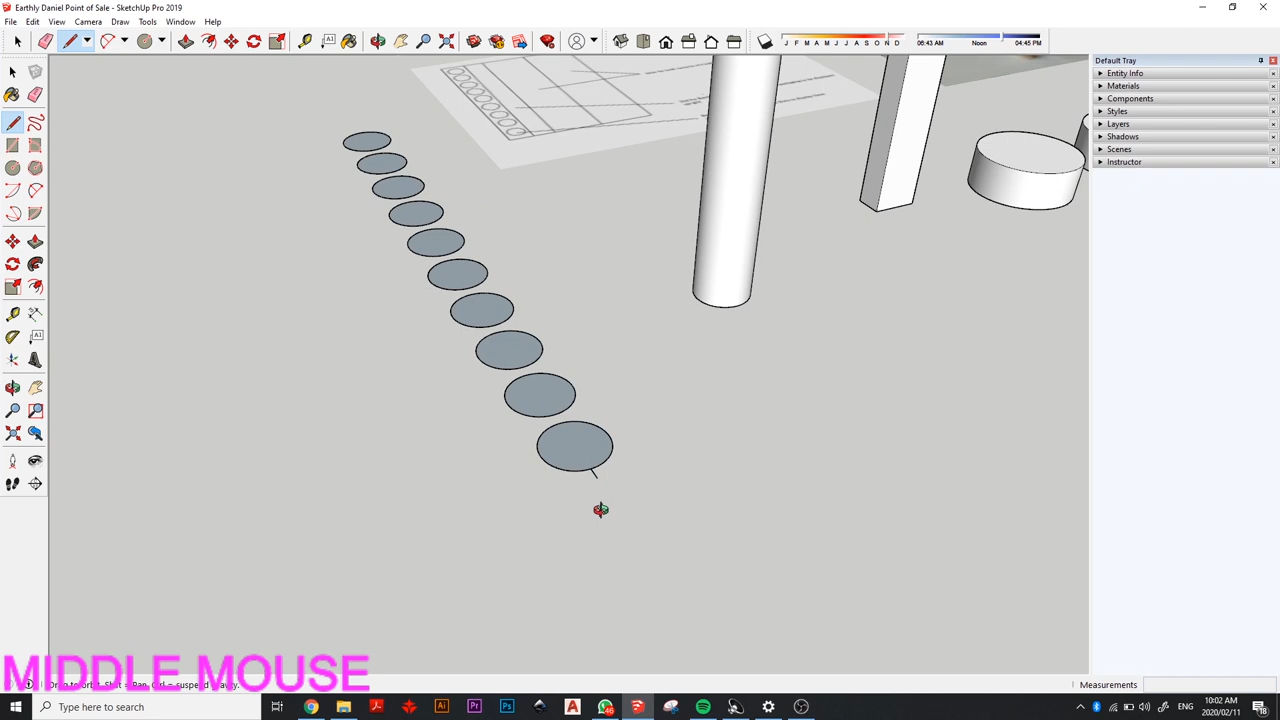 Earthly Daniel Point of Sale - SketchUp Pro 2019
File Edit View Camera Draw Tools Window Help
J F M A M J J A S O N D
06:43 AM Noon 04:45 PM
Default Tray
Entity Info
Materials
Components
Styles
Layers
Shadows
Scenes
Instructor
MIDDLE MOUSE
Measurements
Type here to search
46
ENG
10:02 AM
2020/02/11
18